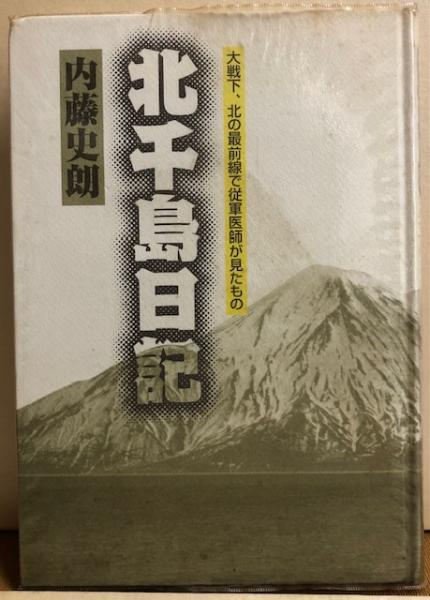 大戦下、北の最前線で従軍医師が見たもの
北千島日記
内藤史朗